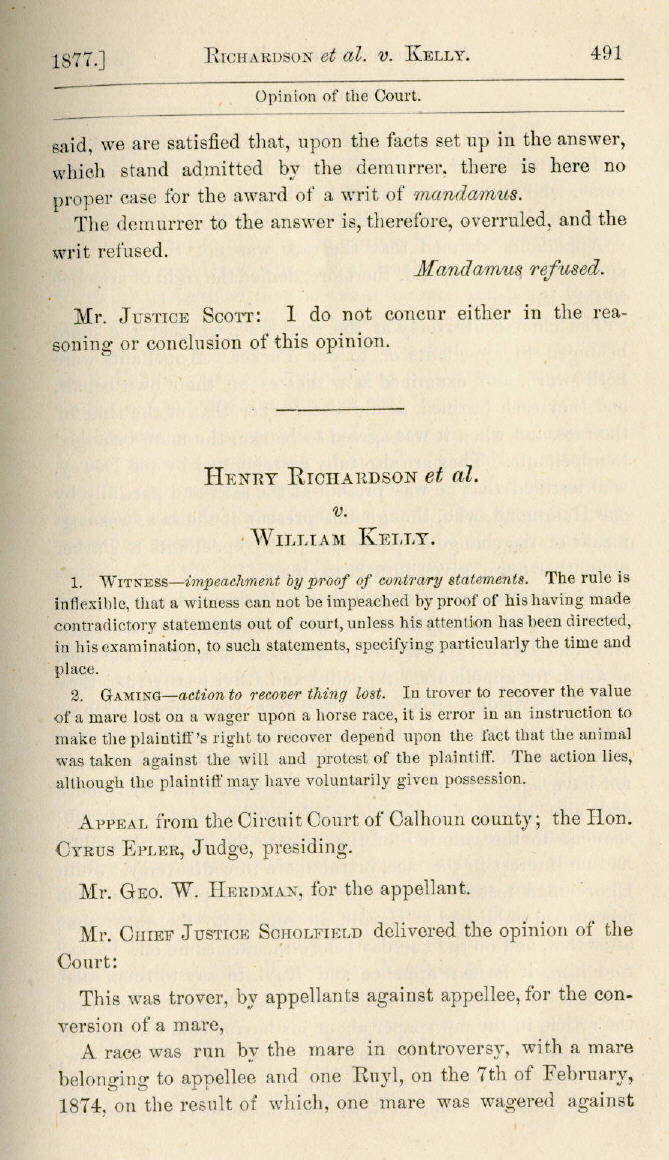 1877.] RICHARDSON et al. v. KELLY. 491
Opinion of the Court.
said, we are satisfied that, upon the facts set up in the answer,
which stand admitted by the demurrer, there is here no
proper case for the award of a writ of mandamus.
The demurrer to the answer is, therefore, overruled, and the
writ refused.
Mandamus refused.
Mr. JUSTICE SCOTT: I do not concur either in the rea-
soning or conclusion of this opinion.
HENRY RICHARDSON et al.
v.
WILLIAM KELLY.
1. WITNESS—impeachment by proof of contrary statements. The rule is
inflexible, that a witness can not be impeached by proof of his having made
contradictory statements out of court, unless his attention has been directed,
in his examination, to such statements, specifying particularly the time and
place.
2. GAMING—action to recover thing lost. In trover to recover the value
of a mare lost on a wager upon a horse race, it is error in an instruction to
make the plaintiff's right to recover depend upon the fact that the animal
was taken against the will and protest of the plaintiff. The action lies,
although the plaintiff may have voluntarily given possession.
APPEAL from the Circuit Court of Calhoun county; the Hon.
CYRUS EPLER, Judge, presiding.
Mr. GEO. W. HERDMAN, for the appellant.
Mr. CHIEF JUSTICE SCHOLFIELD delivered the opinion of the
Court:
This was trover, by appellants against appellee, for the con-
version of a mare,
A race was run by the mare in controversy, with a mare
belonging to appellee and one Ruyl, on the 7th of February,
1874, on the result of which, one mare was wagered against